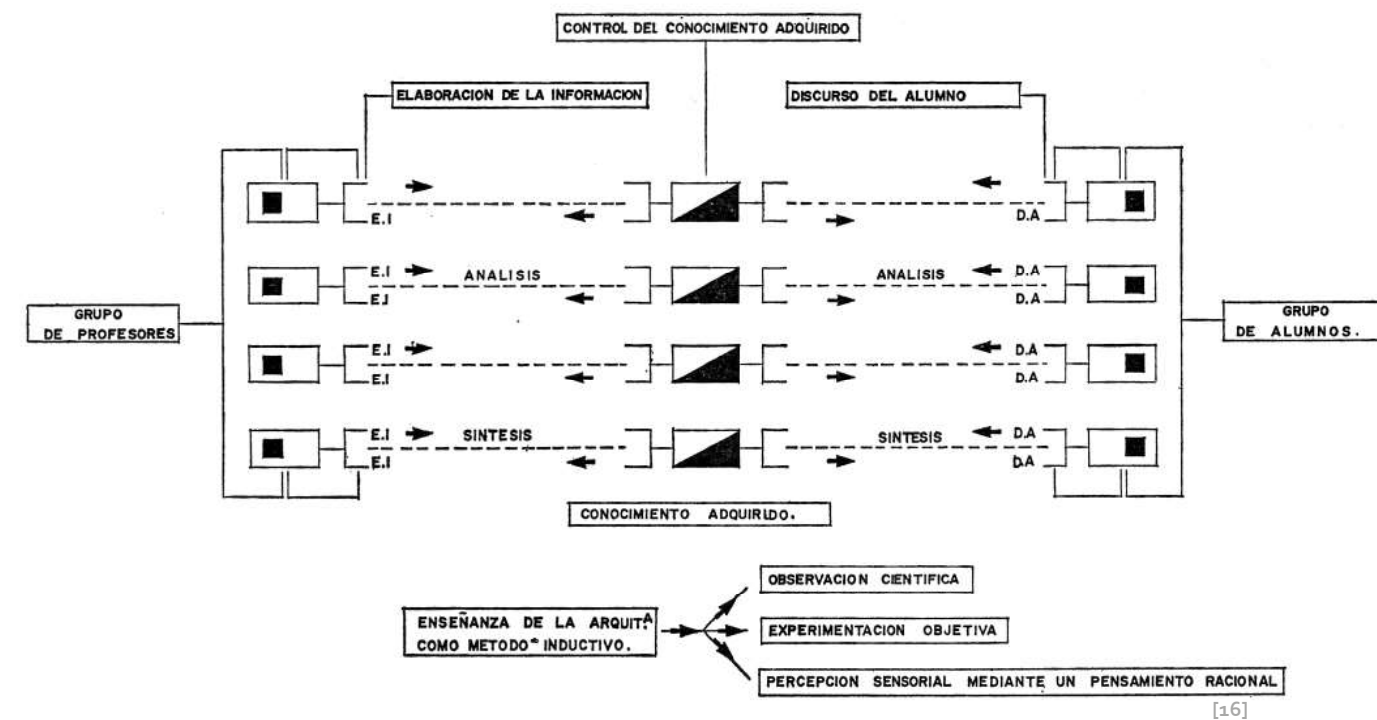 CONTROL DEL CONOCIMIENTO ADQUIRIDO
ELABORACION DE LA INFORMACION
DISCURSO DEL ALUMNO
E.I
D.A
E.I
ANALISIS
ANALISIS
D.A
E.I
D.A
GRUPO
DE PROFESORES
GRUPO
DE ALUMNOS.
E.I
D.A
E.I
D.A
E.I
SINTESIS
SINTESIS
D.A
E.I
D.A
CONOCIMIENTO ADQUIRIDO.
OBSERVACION CIENTIFICA
ENSEÑANZA DE LA ARQUIT.A
COMO METODO INDUCTIVO.
EXPERIMENTACION OBJETIVA
PERCEPCION SENSORIAL MEDIANTE UN PENSAMIENTO RACIONAL
[16]